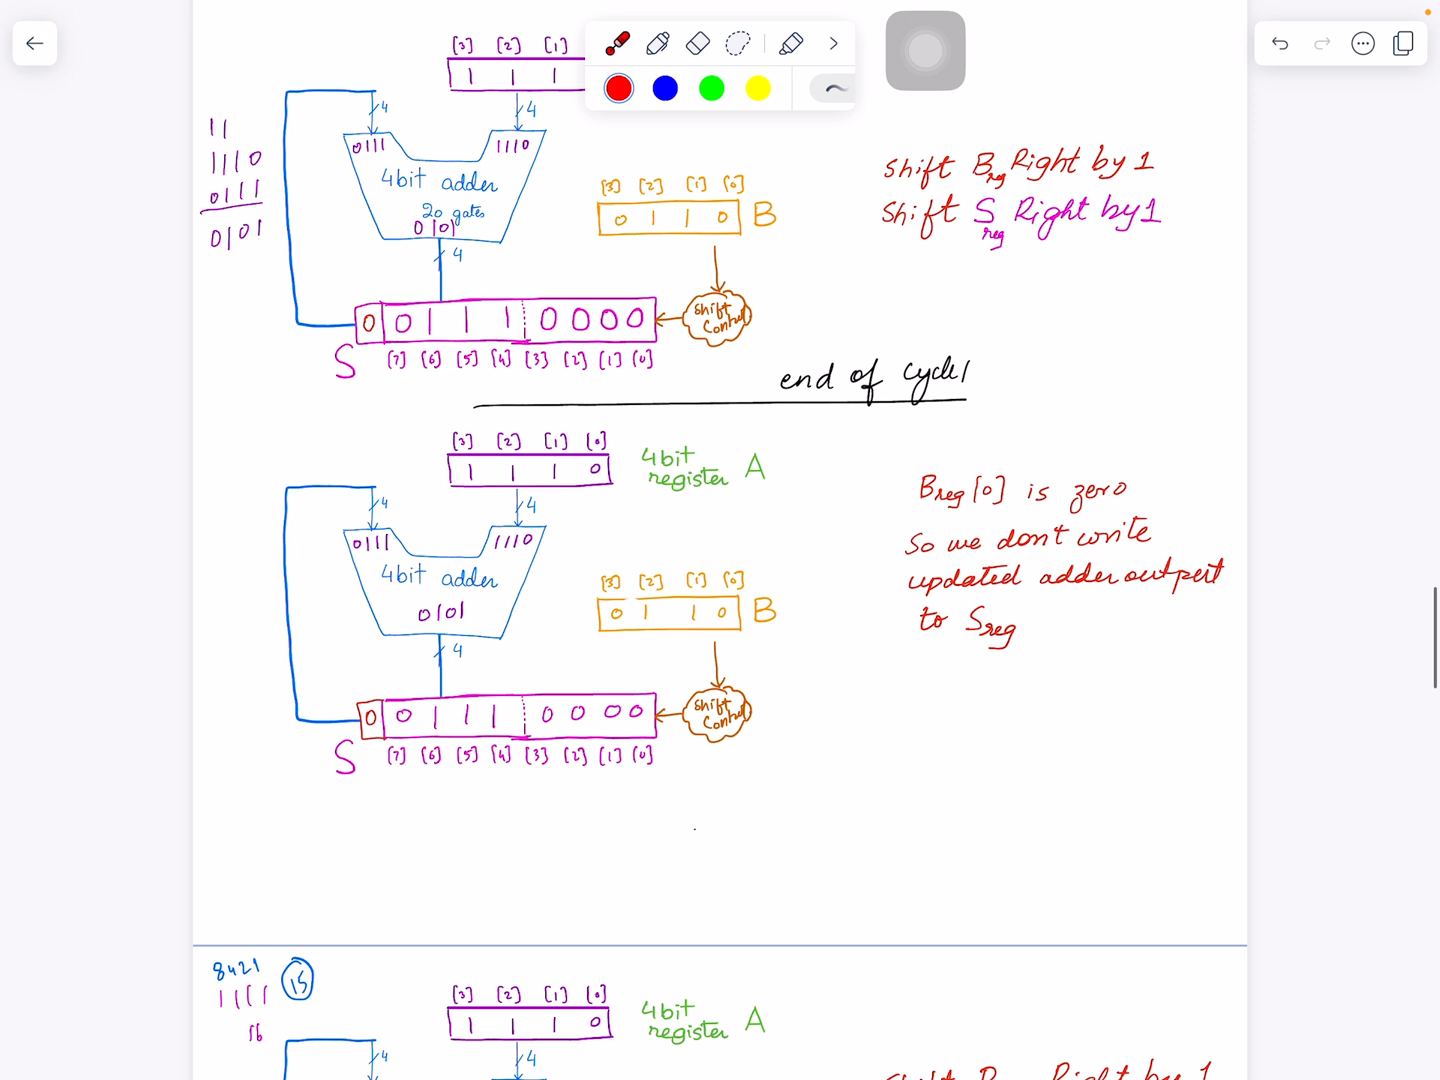 [3] [2] [1]
1 1 1
4 4
11
1110
0111
0101
0111 1110
4bit adder
20 gates
0101
4
[3] [2] [1] [0]
0 1 1 0 B
Shift
Control
Shift Breg Right by 1
Shift Sreg Right by 1
0 0 1 1 1 0 0 0 0
S [7] [6] [5] [4] [3] [2] [1] [0]
end of cycle 1
[3] [2] [1] [0]
1 1 1 0
4bit
register A
4 4
0111 1110
4bit adder
0101
4
[3] [2] [1] [0]
0 1 1 0 B
Shift
Control
Breg [0] is zero
So we don't write
updated adder output
to Sreg
0 0 1 1 1 0 0 0 0
S [7] [6] [5] [4] [3] [2] [1] [0]
8421
1111 15
16
[3] [2] [1] [0]
1 1 1 0
4bit
register A
4 4